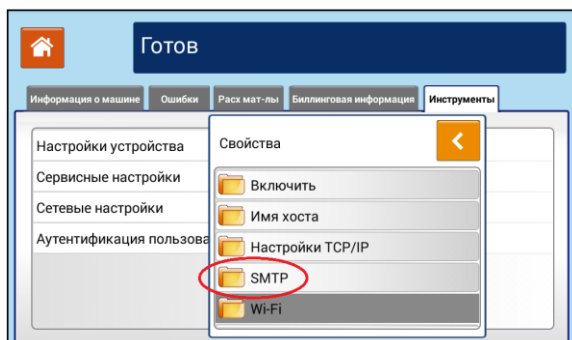 Готов
Информация о машине Ошибки Расх мат-лы Биллинговая информация Инструменты
Настройки устройства
Сервисные настройки
Сетевые настройки
Аутентификация пользова
Свойства
Включить
Имя хоста
Настройки TCP/IP
SMTP
Wi-Fi